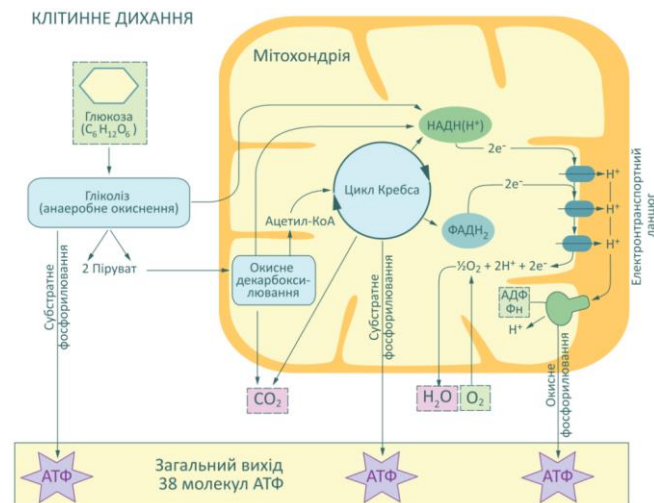 КЛІТИННЕ ДИХАННЯ
Мітохондрія
Глюкоза
(C₆H₁₂O₆)
Гліколіз
(анаеробне окиснення)
2 Піруват
Субстратне
фосфорилювання
Ацетил-КоА
Окисне
декарбокси-
лювання
Цикл Кребса
НАДН(H⁺)
2e⁻
ФАДН₂
2e⁻
H⁺
H⁺
H⁺
Електронтранспортний
ланцюг
½O₂ + 2H⁺ + 2e⁻
АДФ
Фн
H⁺
Субстратне
фосфорилювання
Окисне
фосфорилювання
CO₂
H₂O
O₂
АТФ
Загальний вихід
38 молекул АТФ
АТФ
АТФ